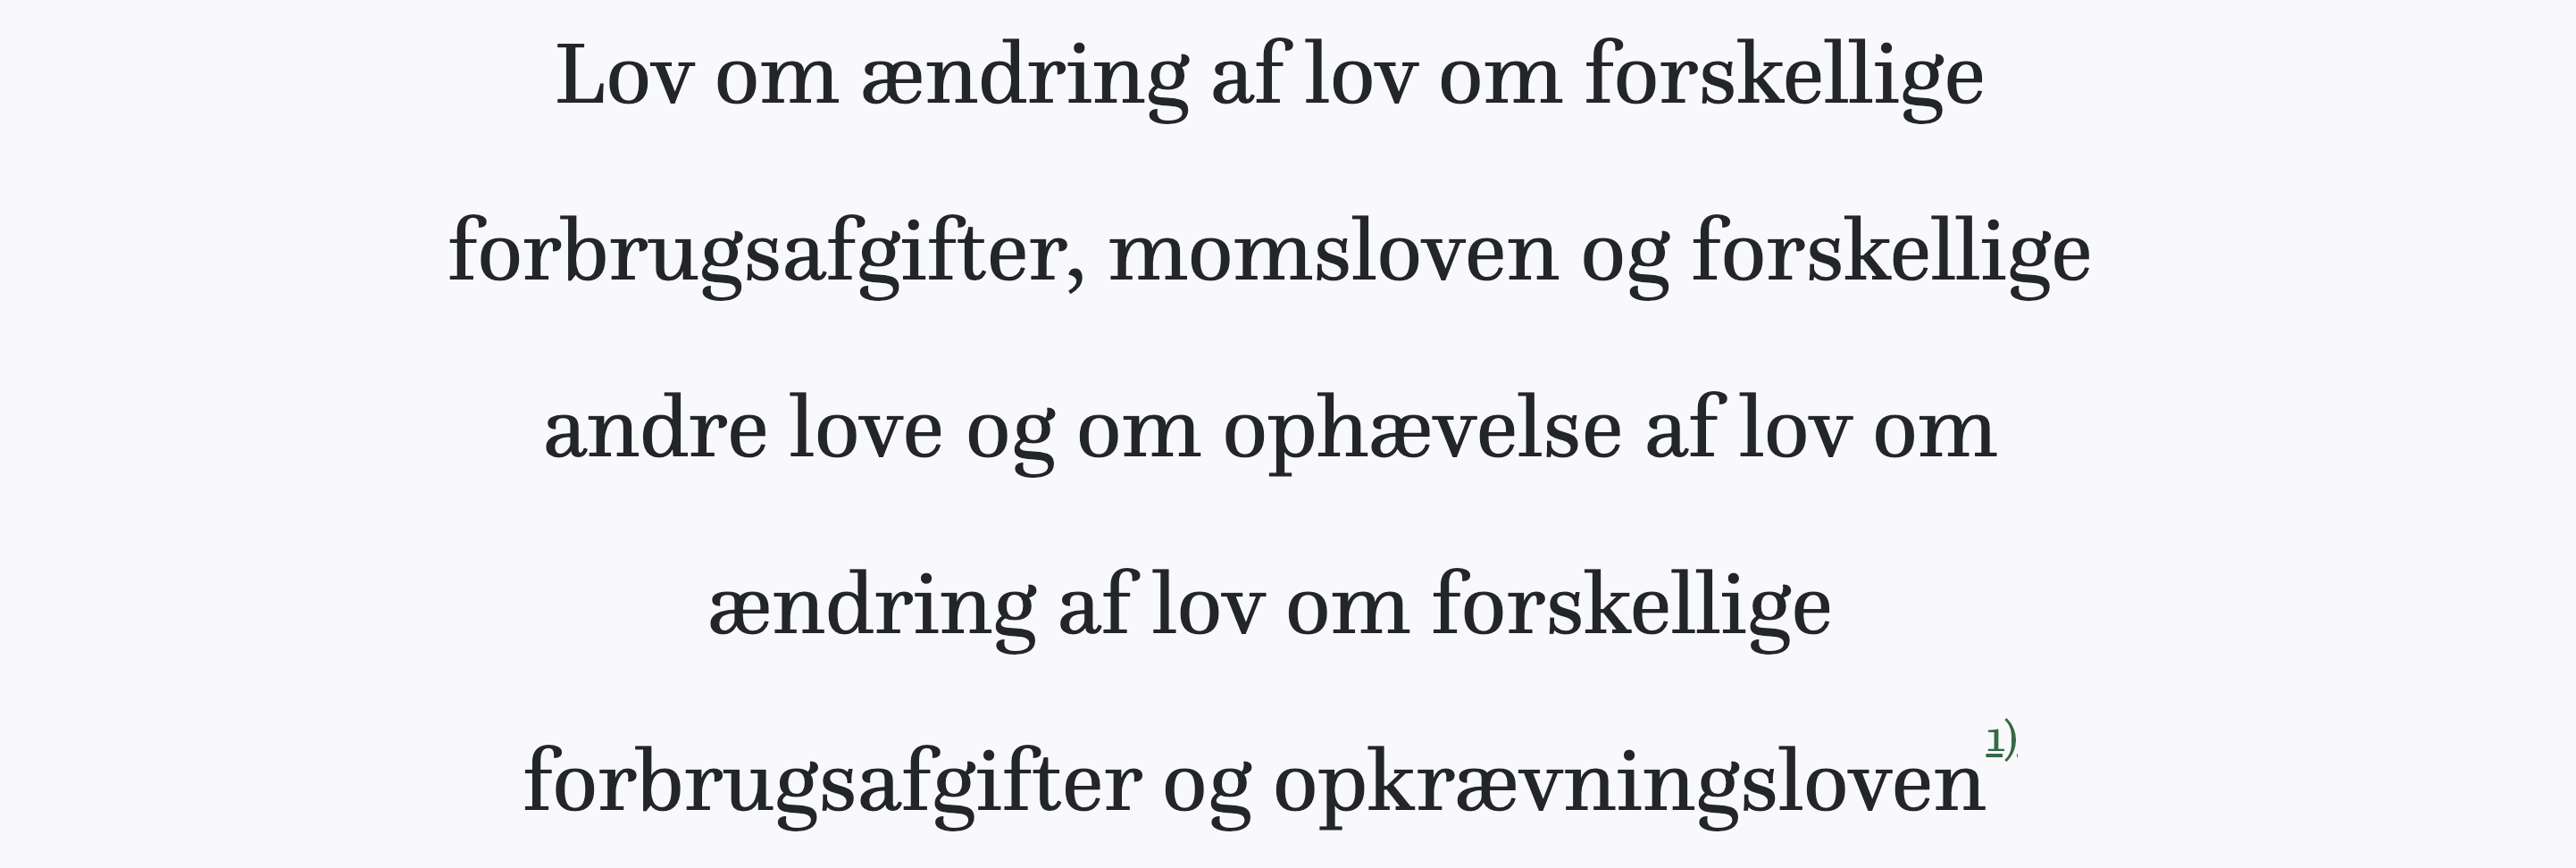 Lov om ændring af lov om forskellige
forbrugsafgifter, momsloven og forskellige
andre love og om ophævelse af lov om
ændring af lov om forskellige
forbrugsafgifter og opkrævningsloven1)